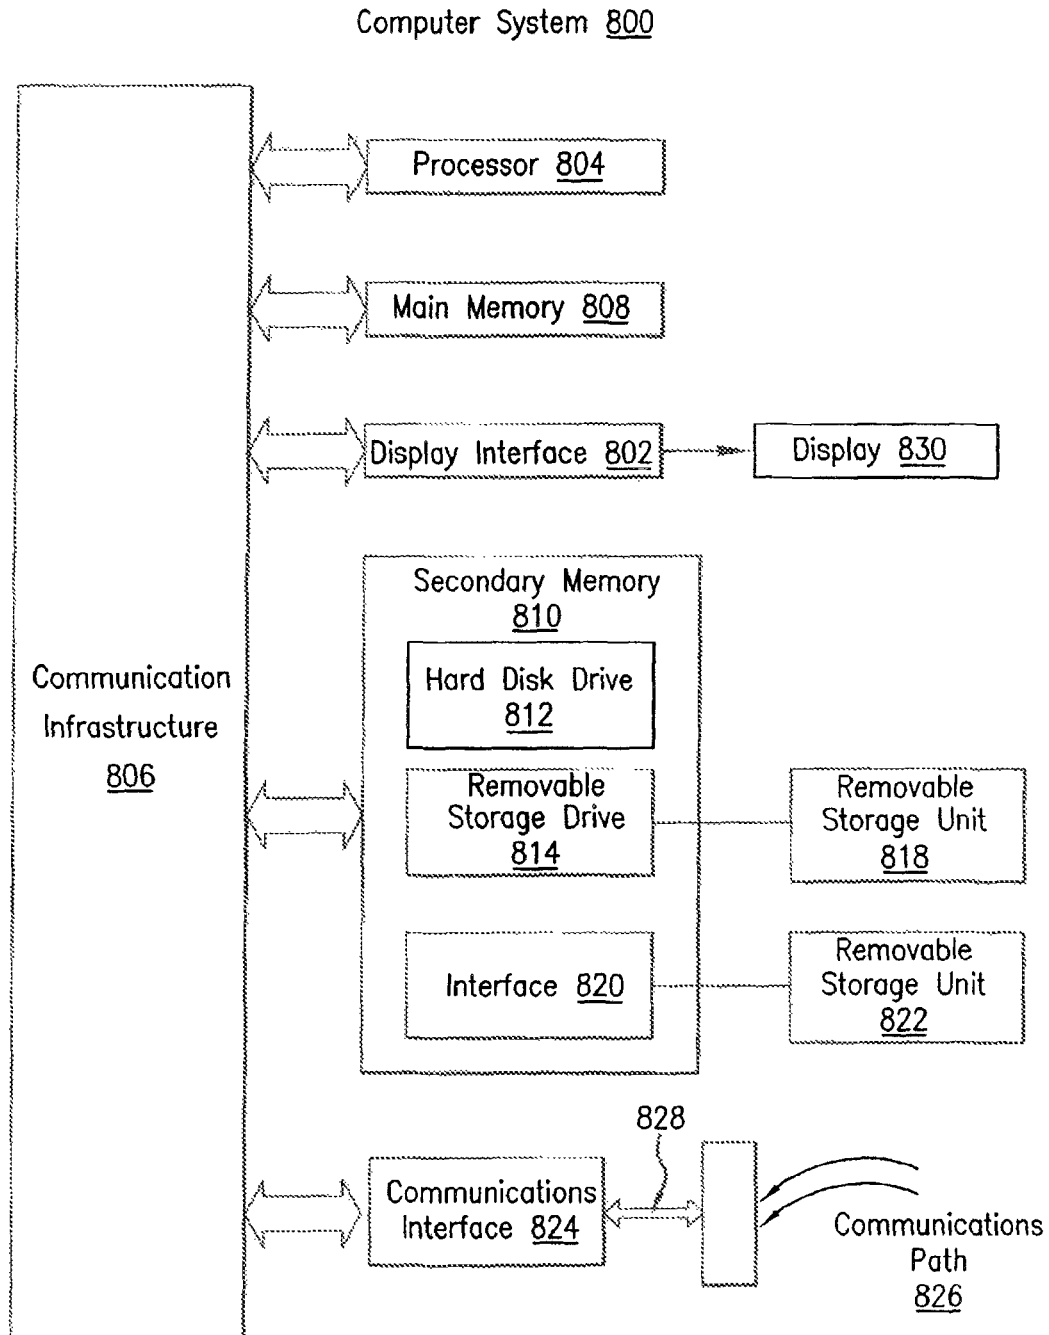 Computer System 800
Processor 804
Main Memory 808
Display Interface 802
Display 830
Secondary Memory
810
Hard Disk Drive
812
Communication
Infrastructure
806
Removable
Storage Drive
814
Removable
Storage Unit
818
Interface 820
Removable
Storage Unit
822
828
Communications
Interface 824
Communications
Path
826